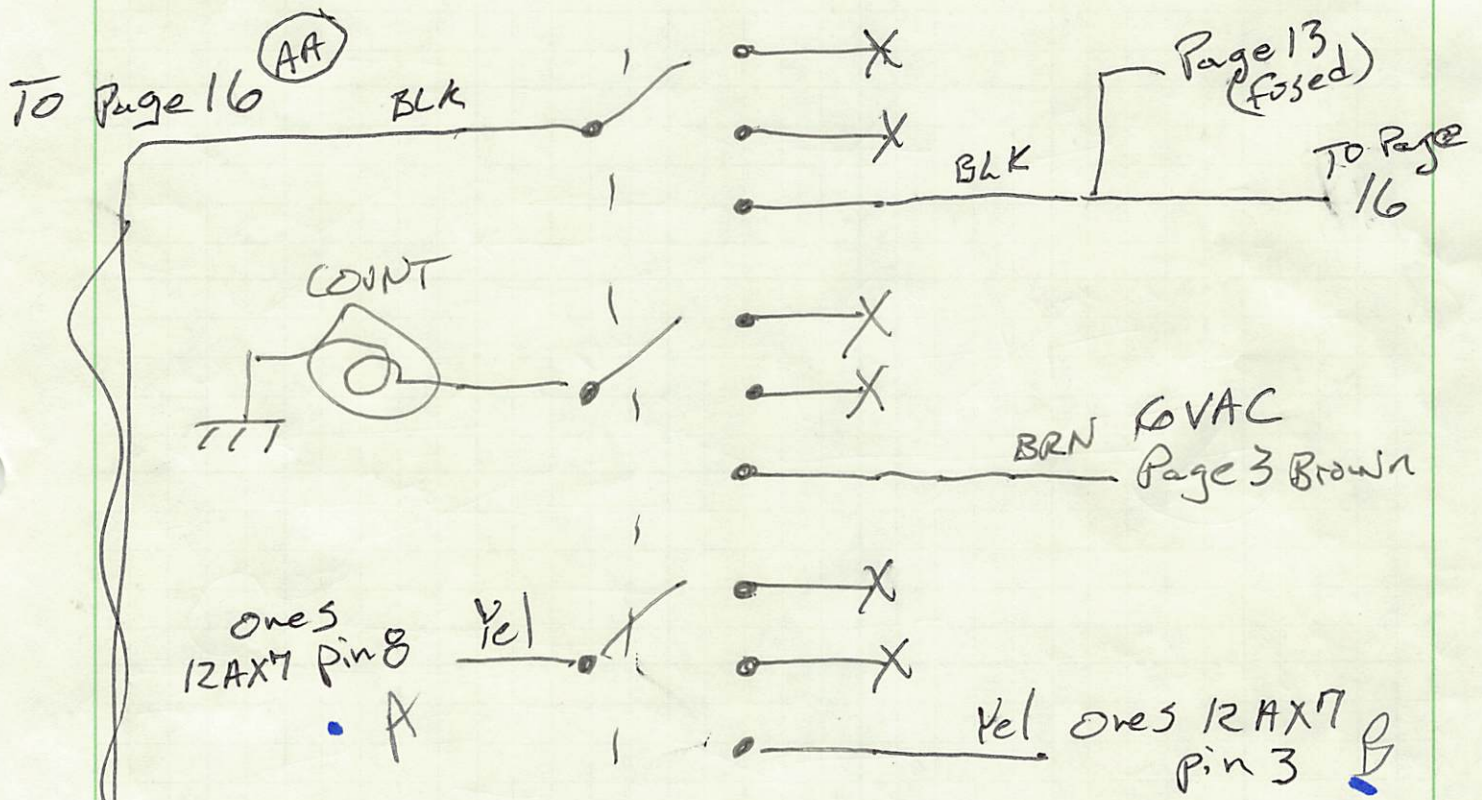 AA
To Page 16
BLK
Page 13
(fused)
BLK
To Page
16
COUNT
BRN
6VAC
Page 3 Brown
ones
12AX7 pin 8
Yel
A
Yel
ones 12AX7
pin 3
B